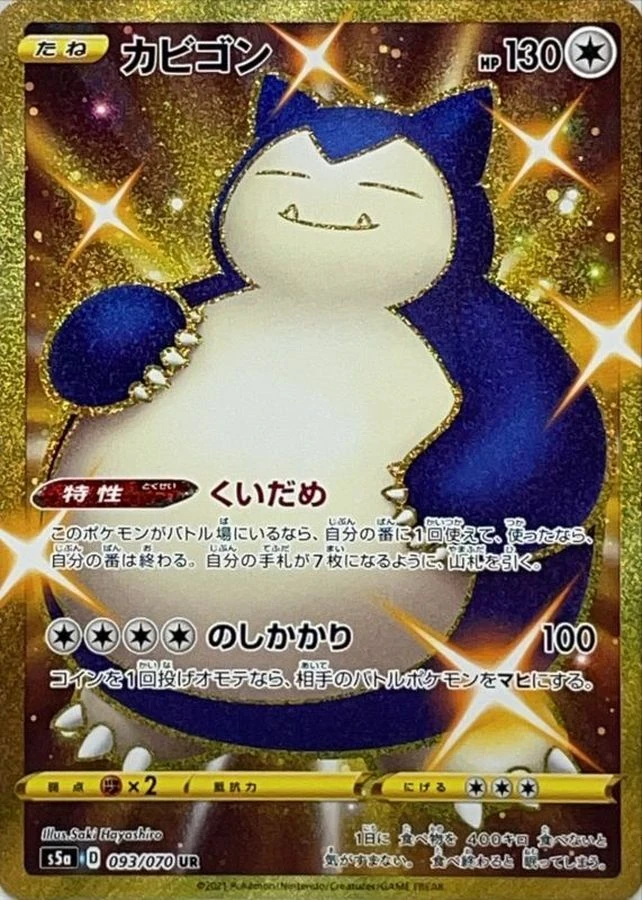 たね カビゴン HP130
特性 とくせい くいだめ
このポケモンがバトル場にいるなら、自分の番に1回使えて、使ったなら、
自分の番は終わる。自分の手札が7枚になるように、山札を引く。
のしかかり 100
コインを1回投げオモテなら、相手のバトルポケモンをマヒにする。
弱点 ×2 抵抗力 にげる
Illus. Saki Hayashiro
1日に 食べ物を 400キロ 食べないと
気がすまない。 食べ終わると 眠ってしまう。
s5a D 093/070 UR
©2021 Pokémon/Nintendo/Creatures/GAME FREAK